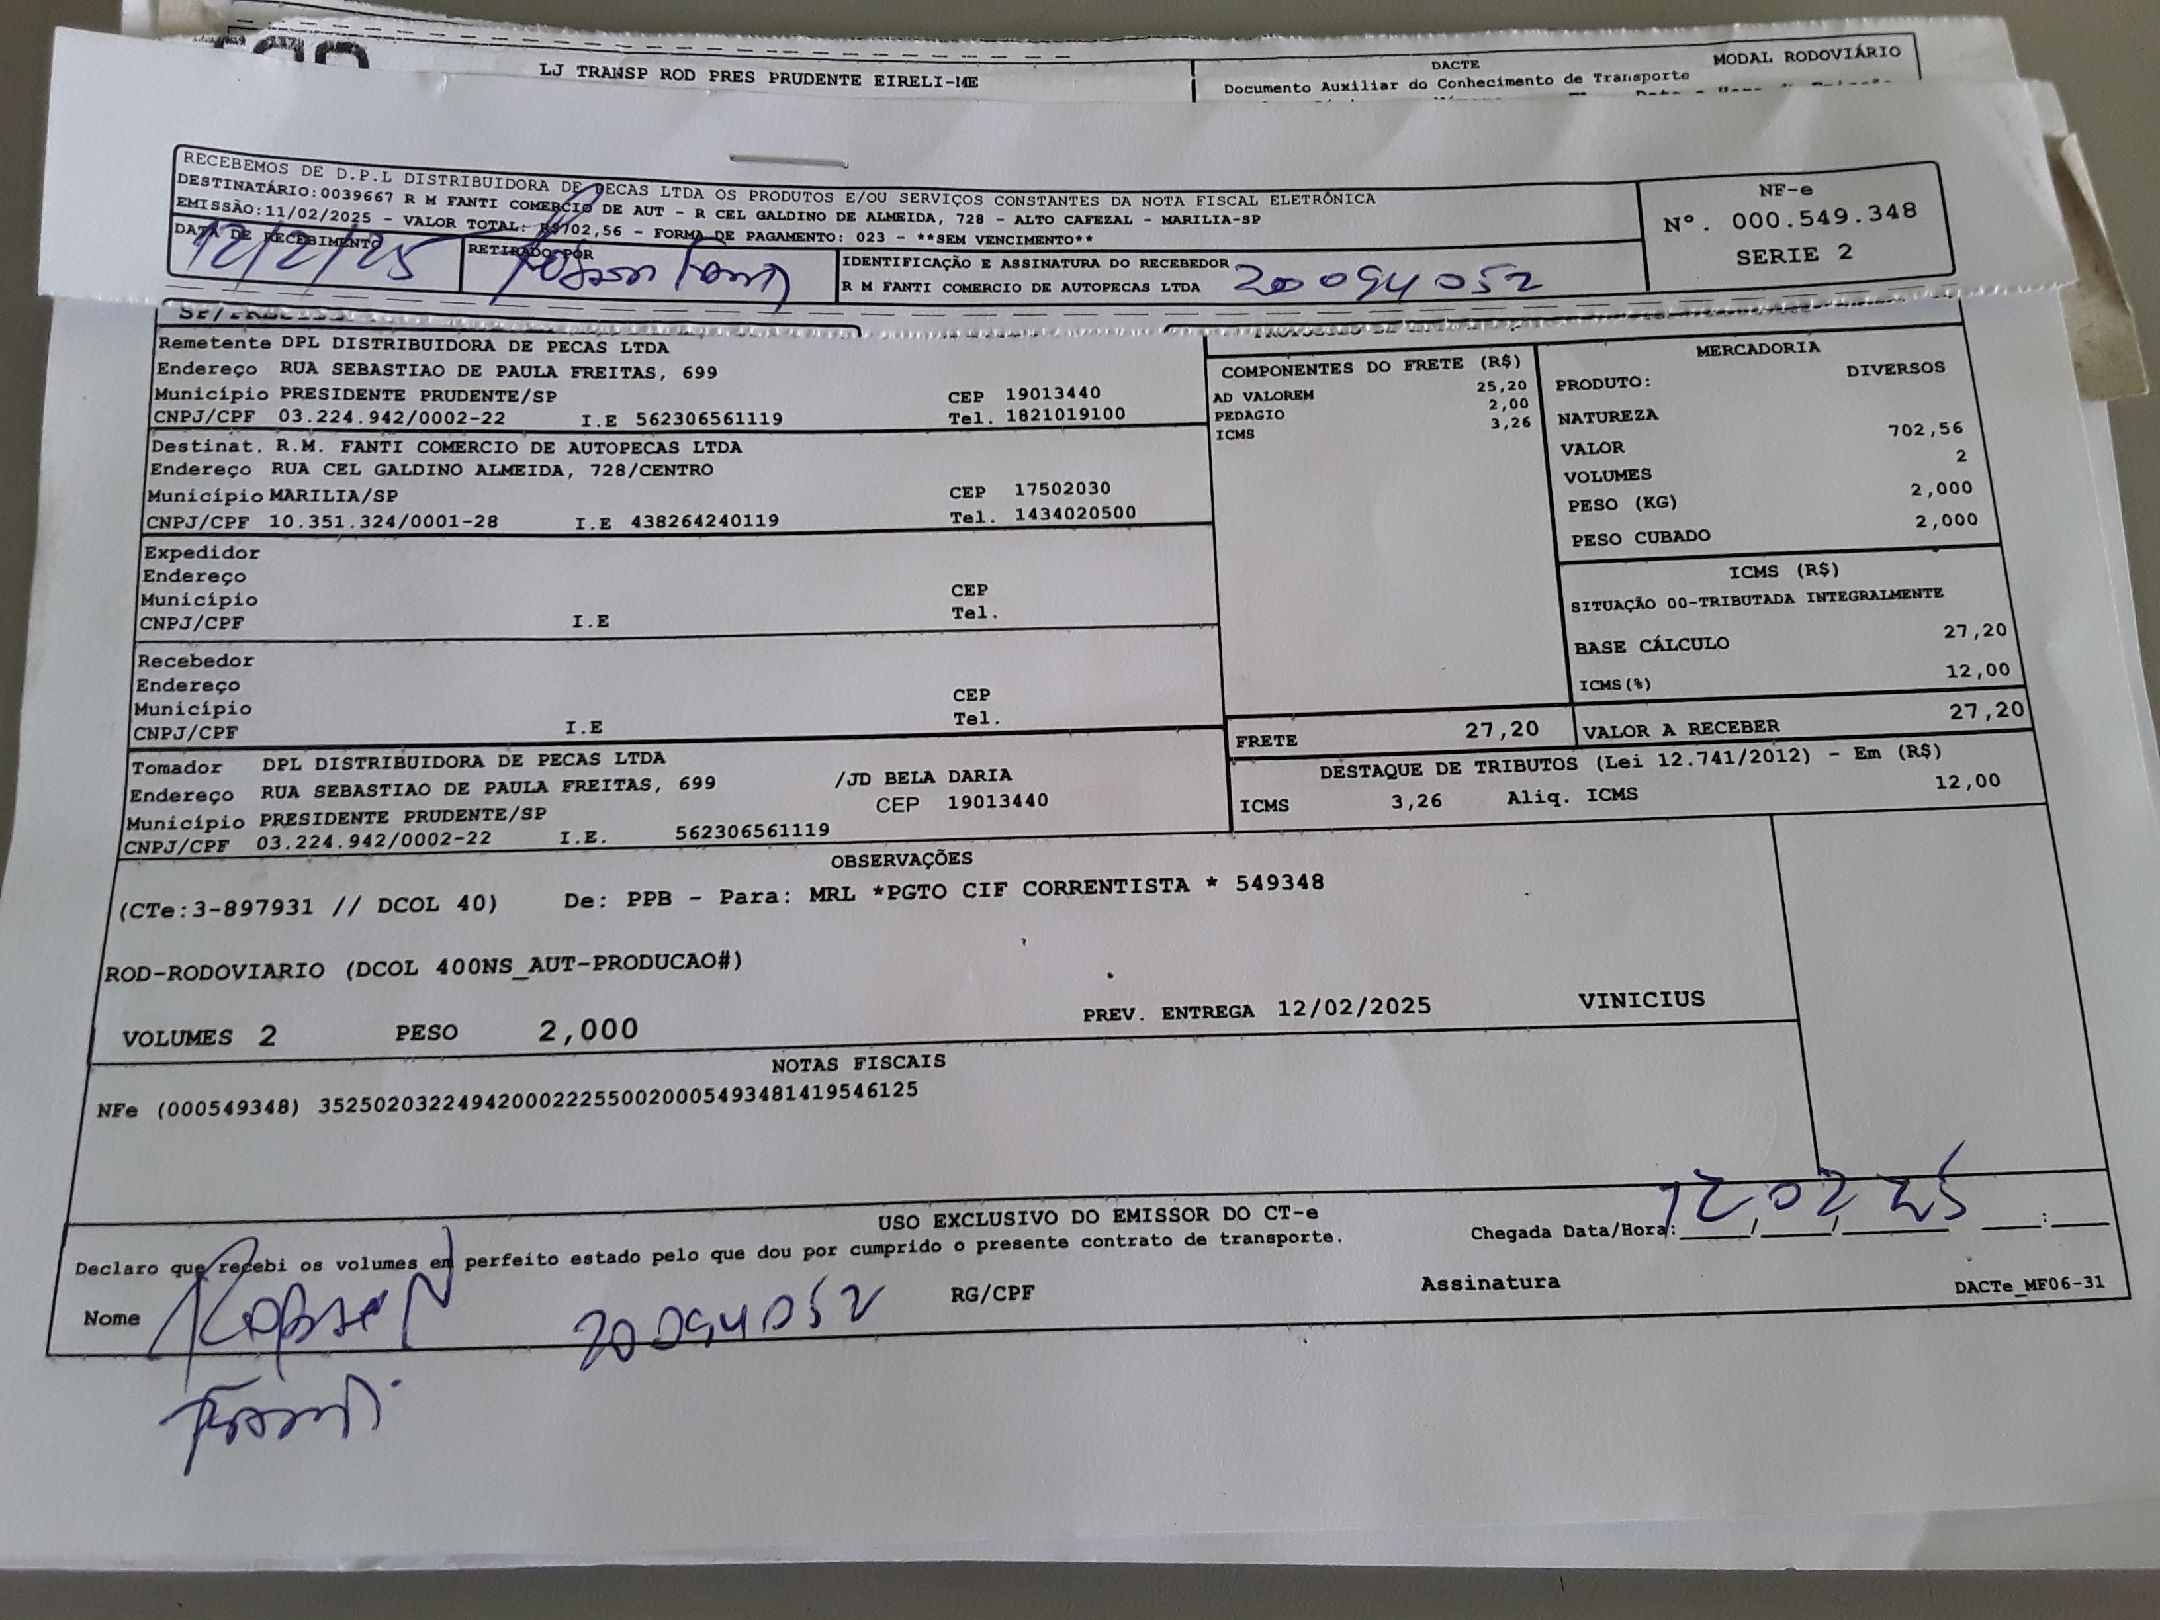 LJ TRANSP ROD PRES PRUDENTE EIRELI-ME
DACTE
MODAL RODOVIÁRIO
Documento Auxiliar do Conhecimento de Transporte
RECEBEMOS DE D.P.L DISTRIBUIDORA DE PECAS LTDA OS PRODUTOS E/OU SERVIÇOS CONSTANTES DA NOTA FISCAL ELETRÔNICA
DESTINATÁRIO:0039667 R M FANTI COMERCIO DE AUT - R CEL GALDINO DE ALMEIDA, 728 - ALTO CAFEZAL - MARILIA-SP
EMISSÃO:11/02/2025 - VALOR TOTAL: R$702,56 - FORMA DE PAGAMENTO: 023 - **SEM VENCIMENTO**
NF-e
Nº. 000.549.348
SERIE 2
DATA DE RECEBIMENTO
12/2/25
RETIRADO POR
Robson Fanti
IDENTIFICAÇÃO E ASSINATURA DO RECEBEDOR
R M FANTI COMERCIO DE AUTOPECAS LTDA
20094052
Remetente DPL DISTRIBUIDORA DE PECAS LTDA
Endereço RUA SEBASTIAO DE PAULA FREITAS, 699
Município PRESIDENTE PRUDENTE/SP CEP 19013440
CNPJ/CPF 03.224.942/0002-22 I.E 562306561119 Tel. 1821019100
Destinat. R.M. FANTI COMERCIO DE AUTOPECAS LTDA
Endereço RUA CEL GALDINO ALMEIDA, 728/CENTRO
Município MARILIA/SP CEP 17502030
CNPJ/CPF 10.351.324/0001-28 I.E 438264240119 Tel. 1434020500
Expedidor
Endereço
Município CEP
CNPJ/CPF I.E Tel.
Recebedor
Endereço
Município CEP
CNPJ/CPF I.E Tel.
Tomador DPL DISTRIBUIDORA DE PECAS LTDA
Endereço RUA SEBASTIAO DE PAULA FREITAS, 699 /JD BELA DARIA
Município PRESIDENTE PRUDENTE/SP CEP 19013440
CNPJ/CPF 03.224.942/0002-22 I.E. 562306561119
COMPONENTES DO FRETE (R$)
AD VALOREM 25,20
PEDAGIO 2,00
ICMS 3,26
MERCADORIA
PRODUTO: DIVERSOS
NATUREZA
VALOR 702,56
VOLUMES 2
PESO (KG) 2,000
PESO CUBADO 2,000
ICMS (R$)
SITUAÇÃO 00-TRIBUTADA INTEGRALMENTE
BASE CÁLCULO 27,20
ICMS(%) 12,00
FRETE 27,20
VALOR A RECEBER 27,20
DESTAQUE DE TRIBUTOS (Lei 12.741/2012) - Em (R$)
ICMS 3,26 Aliq. ICMS 12,00
OBSERVAÇÕES
(CTe:3-897931 // DCOL 40) De: PPB - Para: MRL *PGTO CIF CORRENTISTA * 549348
ROD-RODOVIARIO (DCOL 400NS_AUT-PRODUCAO#)
VOLUMES 2 PESO 2,000 PREV. ENTREGA 12/02/2025 VINICIUS
NOTAS FISCAIS
NFe (000549348) 35250203224942000222550020005493481419546125
USO EXCLUSIVO DO EMISSOR DO CT-e
Declaro que recebi os volumes em perfeito estado pelo que dou por cumprido o presente contrato de transporte.
Chegada Data/Hora: 12/02/25 :
Nome Robson 20094052 RG/CPF Assinatura DACTe_MF06-31
Fanti